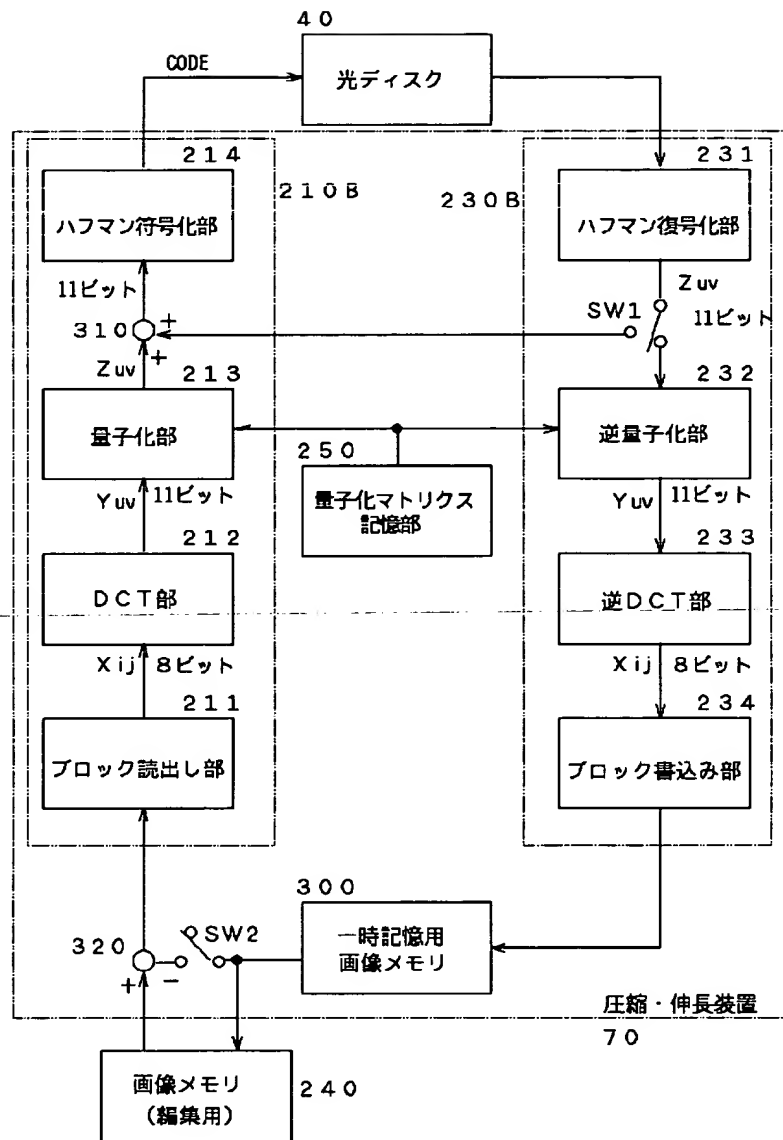 40
CODE
光ディスク
214
231
210B
230B
ハフマン符号化部
ハフマン復号化部
11ビット
Zuv
SW1
11ビット
310
+
+
Zuv
213
232
量子化部
逆量子化部
250
Yuv
11ビット
量子化マトリクス
記憶部
Yuv
11ビット
212
233
DCT部
逆DCT部
Xij
8ビット
Xij
8ビット
211
234
ブロック読出し部
ブロック書込み部
300
320
SW2
一時記憶用
画像メモリ
+
-
圧縮・伸長装置
70
画像メモリ
(編集用)
240